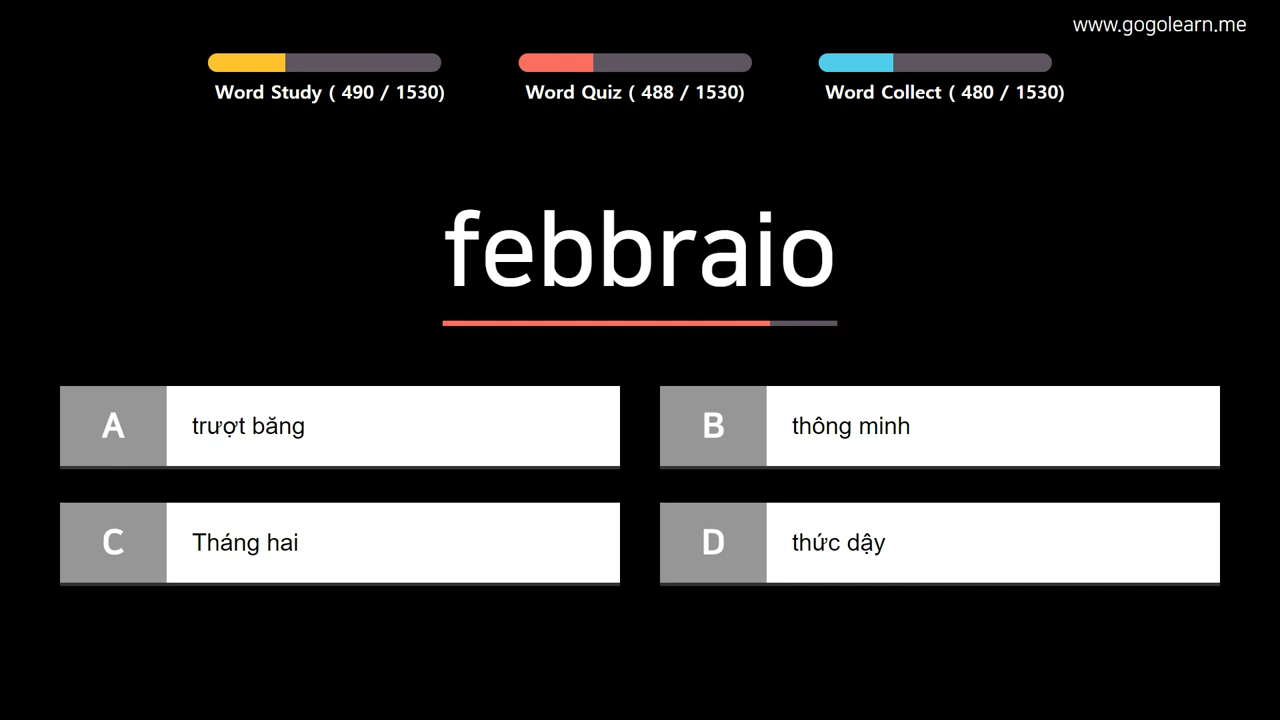 www.gogolearn.me
Word Study ( 490 / 1530)
Word Quiz ( 488 / 1530)
Word Collect ( 480 / 1530)
febbraio
A trượt băng
B thông minh
C Tháng hai
D thức dậy